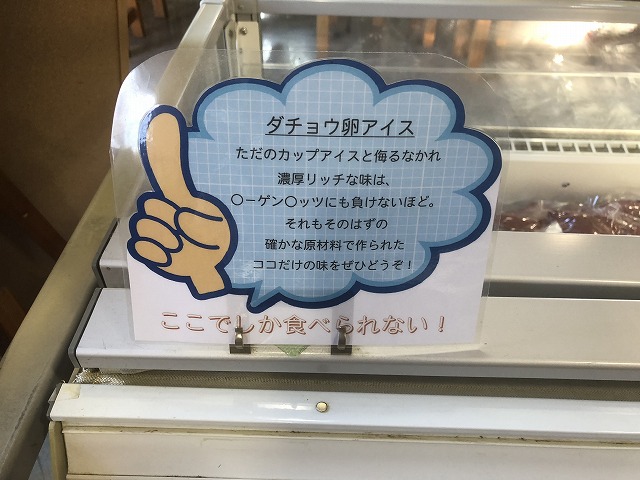 ダチョウ卵アイス
ただのカップアイスと侮るなかれ
濃厚リッチな味は、
〇ーゲン〇ッツにも負けないほど。
それもそのはずの
確かな原材料で作られた
ココだけの味をぜひどうぞ！
ここでしか食べられない！